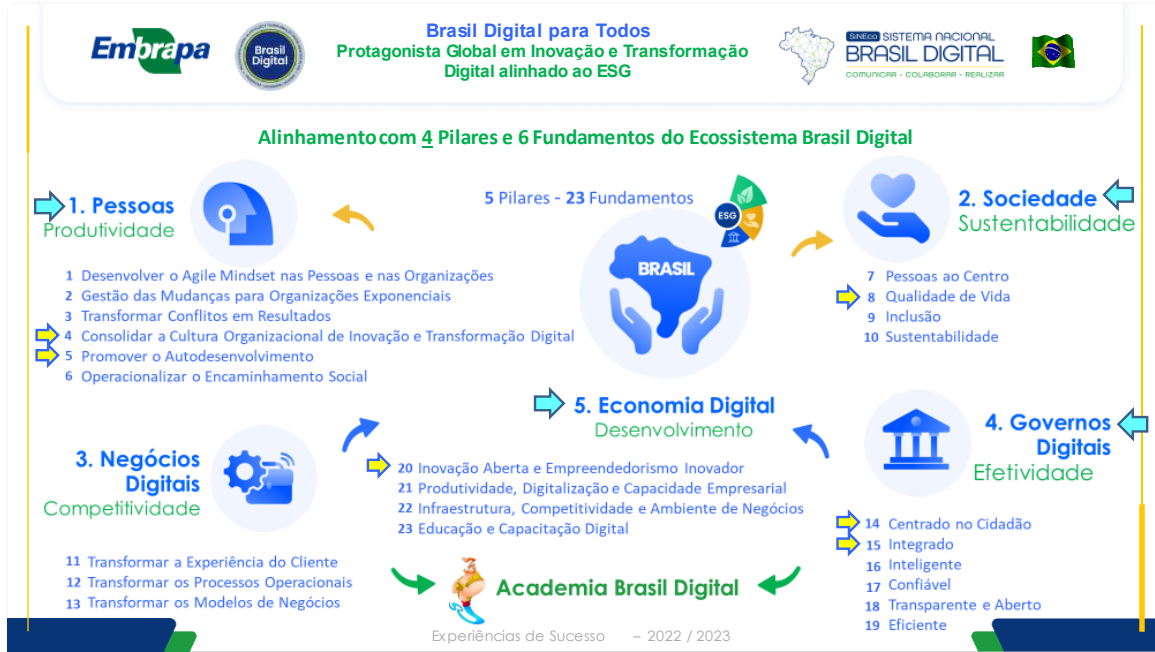 Embrapa
Brasil
Digital
Brasil Digital para Todos
Protagonista Global em Inovação e Transformação
Digital alinhado ao ESG
SINEco SISTEMA NACIONAL
BRASIL DIGITAL
COMUNICAR - COLABORAR - REALIZAR
Alinhamento com 4 Pilares e 6 Fundamentos do Ecossistema Brasil Digital
1. Pessoas
Produtividade
1 Desenvolver o Agile Mindset nas Pessoas e nas Organizações
2 Gestão das Mudanças para Organizações Exponenciais
3 Transformar Conflitos em Resultados
4 Consolidar a Cultura Organizacional de Inovação e Transformação Digital
5 Promover o Autodesenvolvimento
6 Operacionalizar o Encaminhamento Social
5 Pilares - 23 Fundamentos
ESG
BRASIL
2. Sociedade
Sustentabilidade
7 Pessoas ao Centro
8 Qualidade de Vida
9 Inclusão
10 Sustentabilidade
3. Negócios
Digitais
Competitividade
11 Transformar a Experiência do Cliente
12 Transformar os Processos Operacionais
13 Transformar os Modelos de Negócios
5. Economia Digital
Desenvolvimento
20 Inovação Aberta e Empreendedorismo Inovador
21 Produtividade, Digitalização e Capacidade Empresarial
22 Infraestrutura, Competitividade e Ambiente de Negócios
23 Educação e Capacitação Digital
4. Governos
Digitais
Efetividade
14 Centrado no Cidadão
15 Integrado
16 Inteligente
17 Confiável
18 Transparente e Aberto
19 Eficiente
Academia Brasil Digital
Experiências de Sucesso – 2022 / 2023